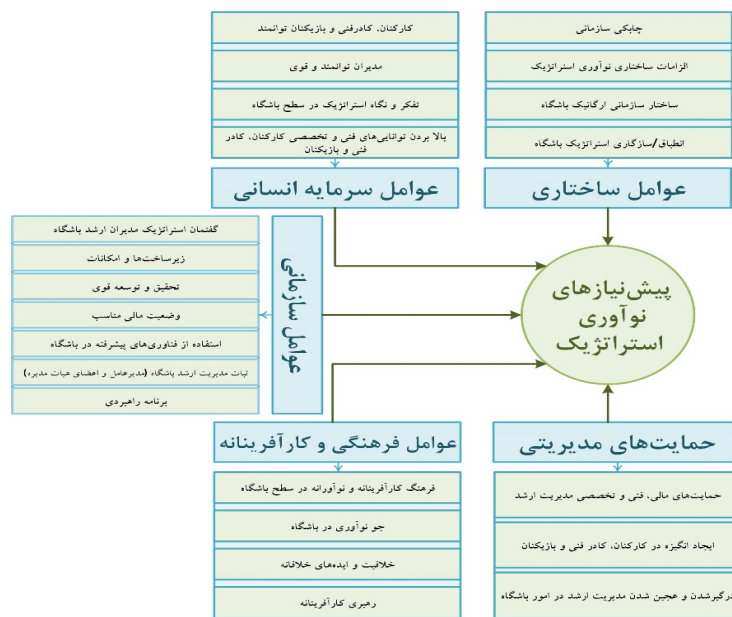 چابکی سازمانی
الزامات ساختاری نوآوری استراتژیک
ساختار سازمانی ارگانیک باشگاه
انطباق/سازگاری استراتژیک باشگاه
عوامل ساختاری
کارکنان، کادرفنی و بازیکنان توانمند
مدیران توانمند و قوی
تفکر و نگاه استراتژیک در سطح باشگاه
بالا بردن توانایی‌های فنی و تخصصی کارکنان، کادر
فنی و بازیکنان
عوامل سرمایه انسانی
پیش‌نیازهای
نوآوری
استراتژیک
عوامل سازمانی
گفتمان استراتژیک مدیران ارشد باشگاه
زیرساخت‌ها و امکانات
تحقیق و توسعه قوی
وضعیت مالی مناسب
استفاده از فناوری‌های پیشرفته در باشگاه
ثبات مدیریت ارشد باشگاه (مدیرعامل و اعضای هیات مدیره)
برنامه راهبردی
حمایت‌های مدیریتی
حمایت‌های مالی، فنی و تخصصی مدیریت ارشد
ایجاد انگیزه در کارکنان، کادر فنی و بازیکنان
درگیرشدن و عجین شدن مدیریت ارشد در امور باشگاه
عوامل فرهنگی و کارآفرینانه
فرهنگ کارآفرینانه و نوآورانه در سطح باشگاه
جو نوآوری در باشگاه
خلاقیت و ایده‌های خلاقانه
رهبری کارآفرینانه